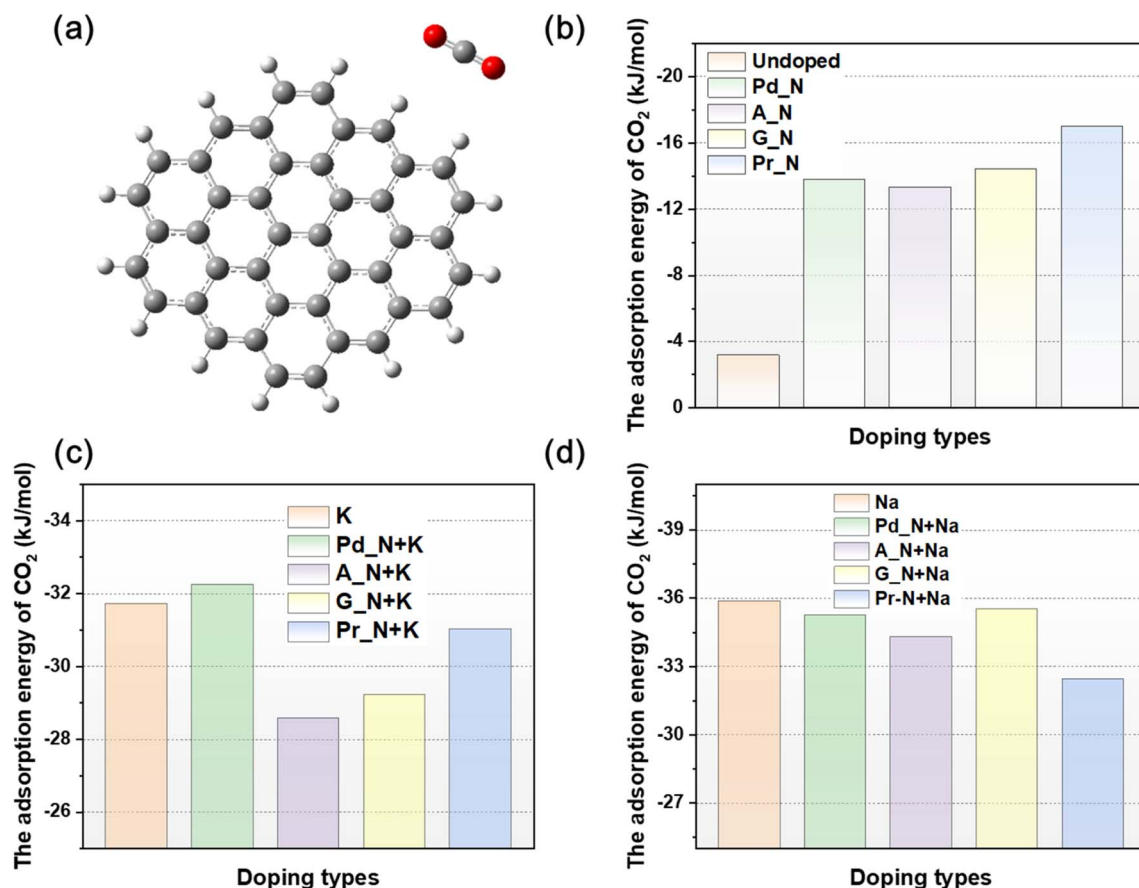 (a)
(b)
The adsorption energy of CO₂ (kJ/mol)
-20
-16
-12
-8
-4
0
Undoped
Pd_N
A_N
G_N
Pr_N
Doping types
(c)
The adsorption energy of CO₂ (kJ/mol)
-34
-32
-30
-28
-26
K
Pd_N+K
A_N+K
G_N+K
Pr_N+K
Doping types
(d)
The adsorption energy of CO₂ (kJ/mol)
-39
-36
-33
-30
-27
Na
Pd_N+Na
A_N+Na
G_N+Na
Pr-N+Na
Doping types